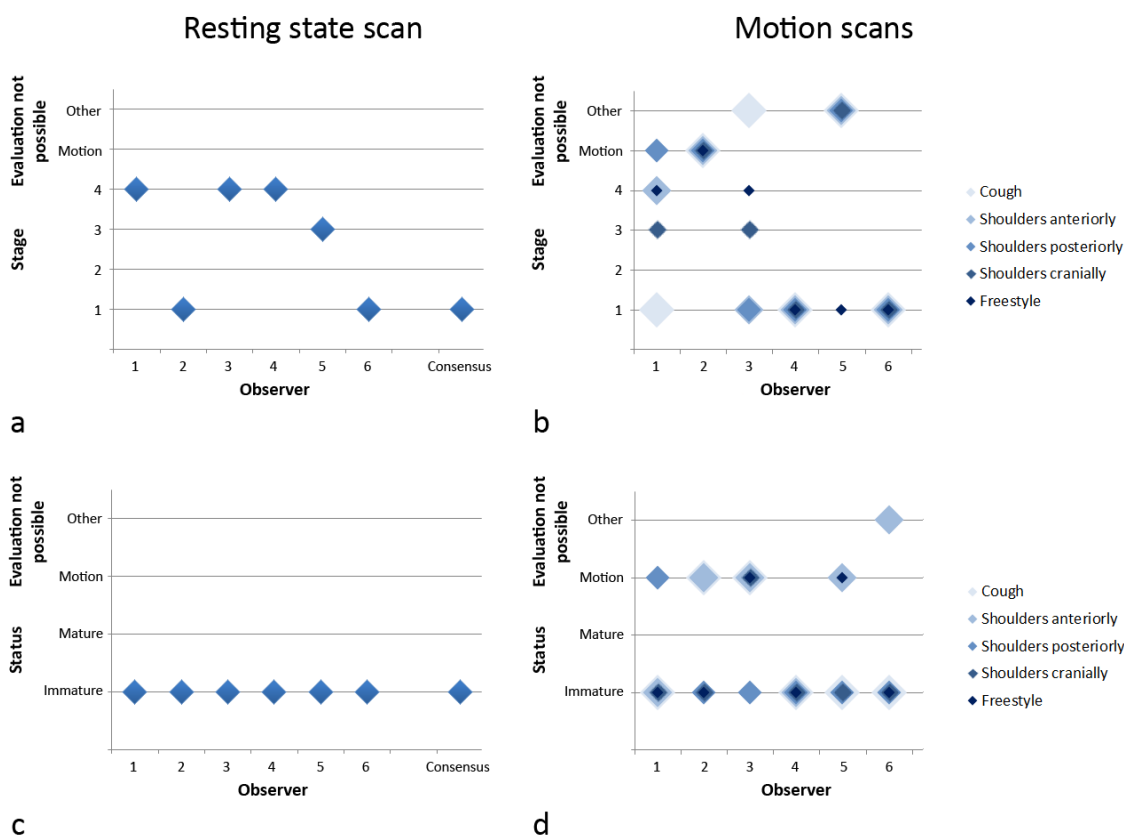 Resting state scan
Motion scans
Evaluation not
possible
Stage
Other
Motion
4
3
2
1
1 2 3 4 5 6 Consensus
Observer
a
Evaluation not
possible
Stage
Other
Motion
4
3
2
1
1 2 3 4 5 6
Observer
Cough
Shoulders anteriorly
Shoulders posteriorly
Shoulders cranially
Freestyle
b
Evaluation not
possible
Status
Other
Motion
Mature
Immature
1 2 3 4 5 6 Consensus
Observer
c
Evaluation not
possible
Status
Other
Motion
Mature
Immature
1 2 3 4 5 6
Observer
Cough
Shoulders anteriorly
Shoulders posteriorly
Shoulders cranially
Freestyle
d